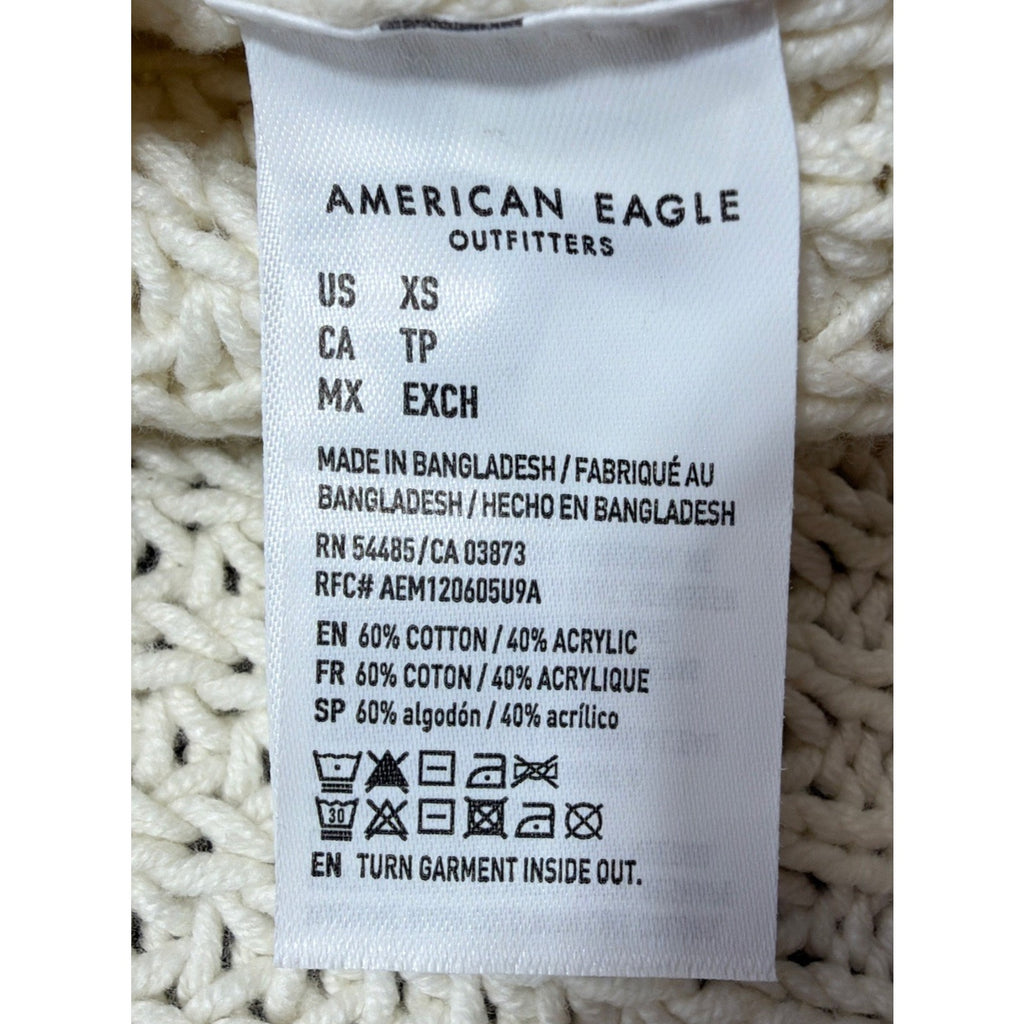 AMERICAN EAGLE
OUTFITTERS
US XS
CA TP
MX EXCH
MADE IN BANGLADESH / FABRIQUÉ AU
BANGLADESH / HECHO EN BANGLADESH
RN 54485/CA 03873
RFC# AEM120605U9A
EN 60% COTTON / 40% ACRYLIC
FR 60% COTON / 40% ACRYLIQUE
SP 60% algodón / 40% acrílico
30
EN TURN GARMENT INSIDE OUT.